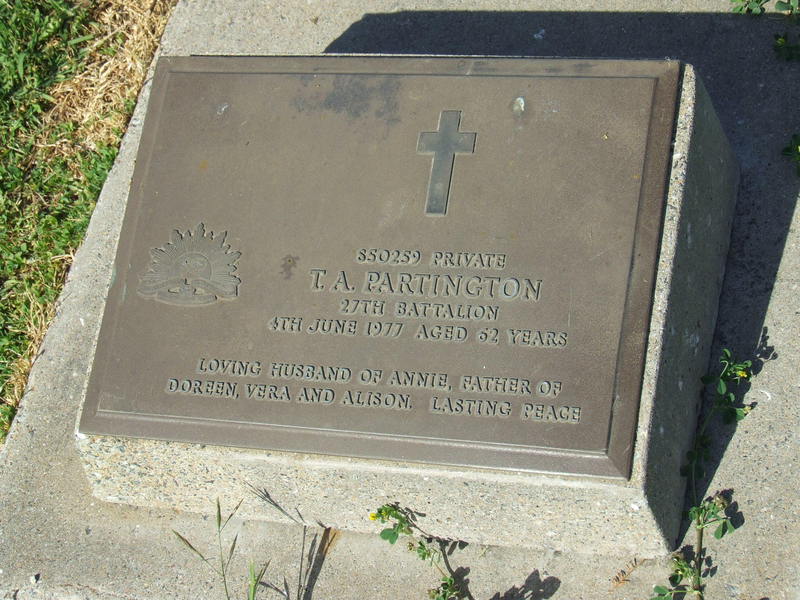 850259 PRIVATE
T. A. PARTINGTON
27TH BATTALION
4TH JUNE 1977 AGED 62 YEARS
LOVING HUSBAND OF ANNIE, FATHER OF
DOREEN, VERA AND ALISON. LASTING PEACE